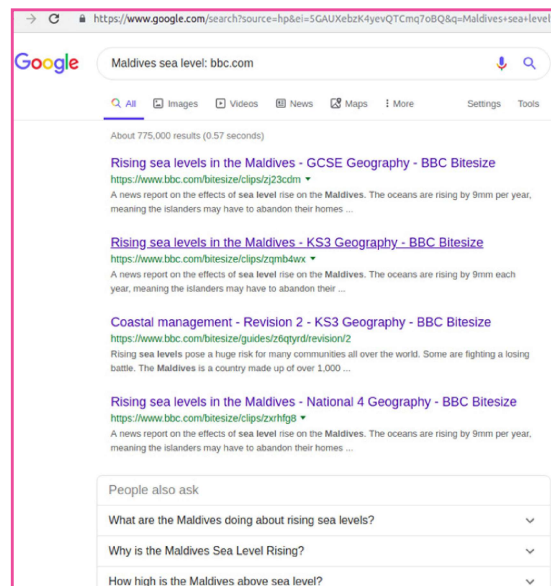 https://www.google.com/search?source=hp&ei=5GAUXebzK4yevQTCmq7oBQ&q=Maldives+sea+level
Google
Maldives sea level: bbc.com
All Images Videos News Maps More Settings Tools
About 775,000 results (0.57 seconds)
Rising sea levels in the Maldives - GCSE Geography - BBC Bitesize
https://www.bbc.com/bitesize/clips/zj23cdm
A news report on the effects of sea level rise on the Maldives. The oceans are rising by 9mm per year,
meaning the islanders may have to abandon their homes ...
Rising sea levels in the Maldives - KS3 Geography - BBC Bitesize
https://www.bbc.com/bitesize/clips/zqmb4wx
A news report on the effects of sea level rise on the Maldives. The oceans are rising by 9mm each
year, meaning the islanders may have to abandon their ...
Coastal management - Revision 2 - KS3 Geography - BBC Bitesize
https://www.bbc.com/bitesize/guides/z6qtyrd/revision/2
Rising sea levels pose a huge risk for many communities all over the world. Some are fighting a losing
battle. The Maldives is a country made up of over 1,000 ...
Rising sea levels in the Maldives - National 4 Geography - BBC Bitesize
https://www.bbc.com/bitesize/clips/zxrhfg8
A news report on the effects of sea level rise on the Maldives. The oceans are rising by 9mm per year,
meaning the islanders may have to abandon their homes ...
People also ask
What are the Maldives doing about rising sea levels?
Why is the Maldives Sea Level Rising?
How high is the Maldives above sea level?